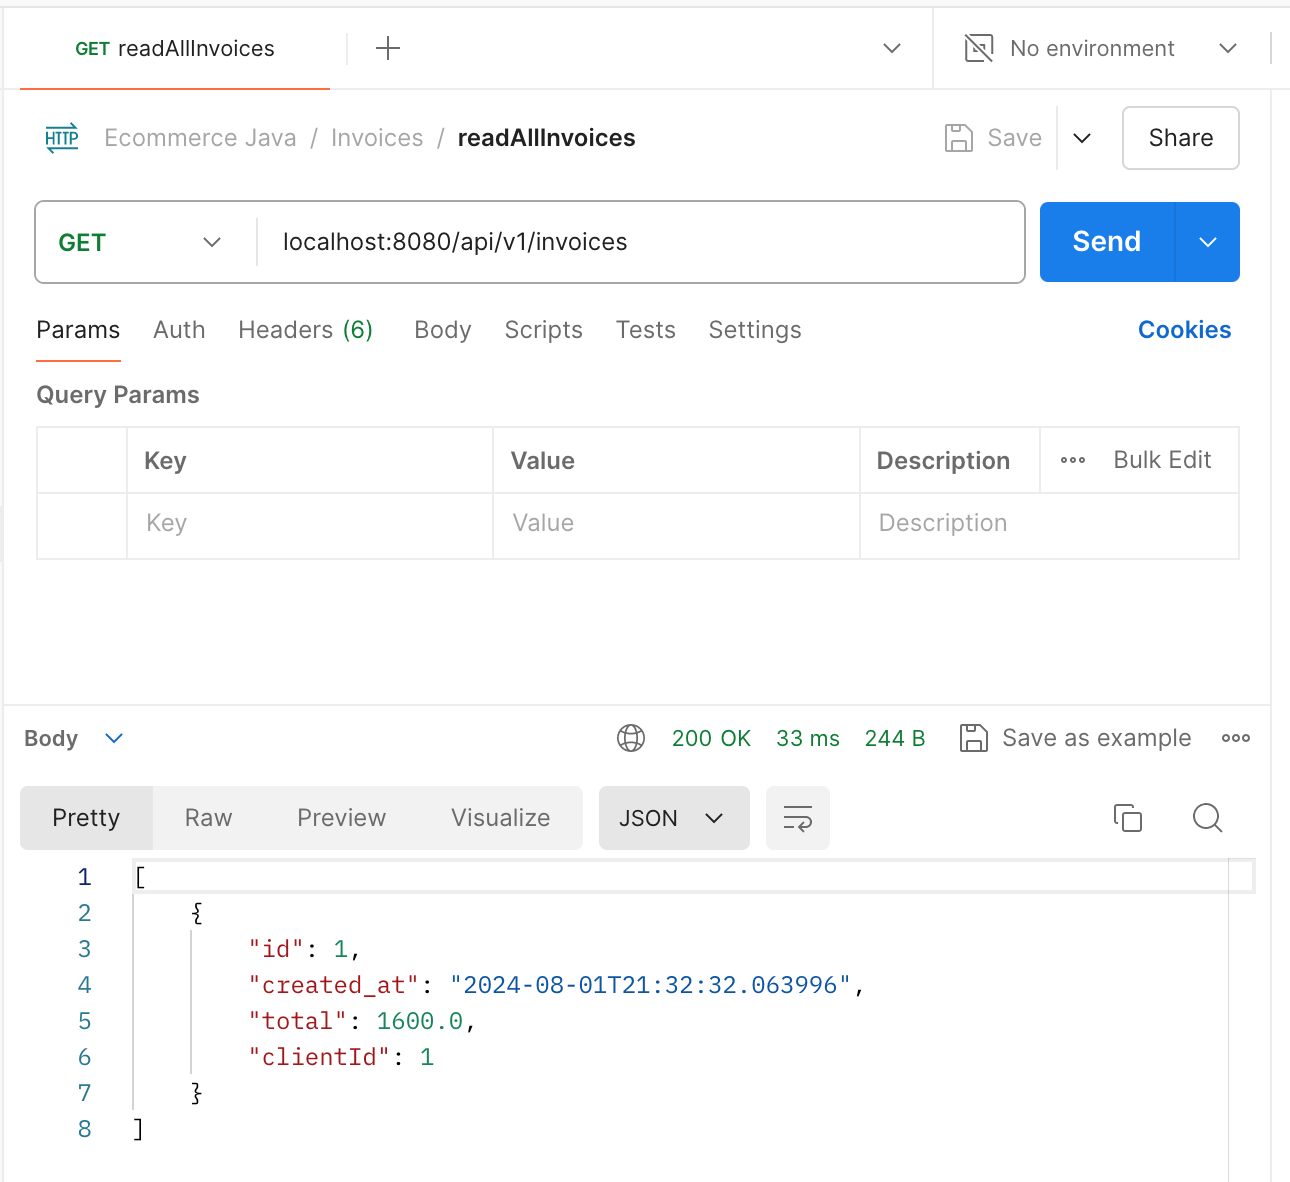 GET readAllInvoices
No environment
HTTP Ecommerce Java / Invoices / readAllInvoices Save Share
GET localhost:8080/api/v1/invoices Send
Params Auth Headers (6) Body Scripts Tests Settings Cookies
Query Params
Key Value Description Bulk Edit
Key Value Description
Body 200 OK 33 ms 244 B Save as example
Pretty Raw Preview Visualize JSON
1 [
2 {
3 "id": 1,
4 "created_at": "2024-08-01T21:32:32.063996",
5 "total": 1600.0,
6 "clientId": 1
7 }
8 ]